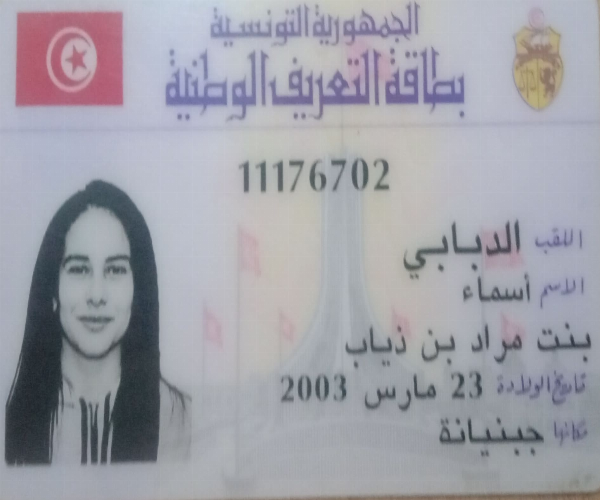 الجمهورية التونسية
بطاقة التعريف الوطنية
11176702
اللقب الدبابي
الاسم أسماء
بنت مراد بن ذياب
تاريخ الولادة 23 مارس 2003
مكانها جبنيانة